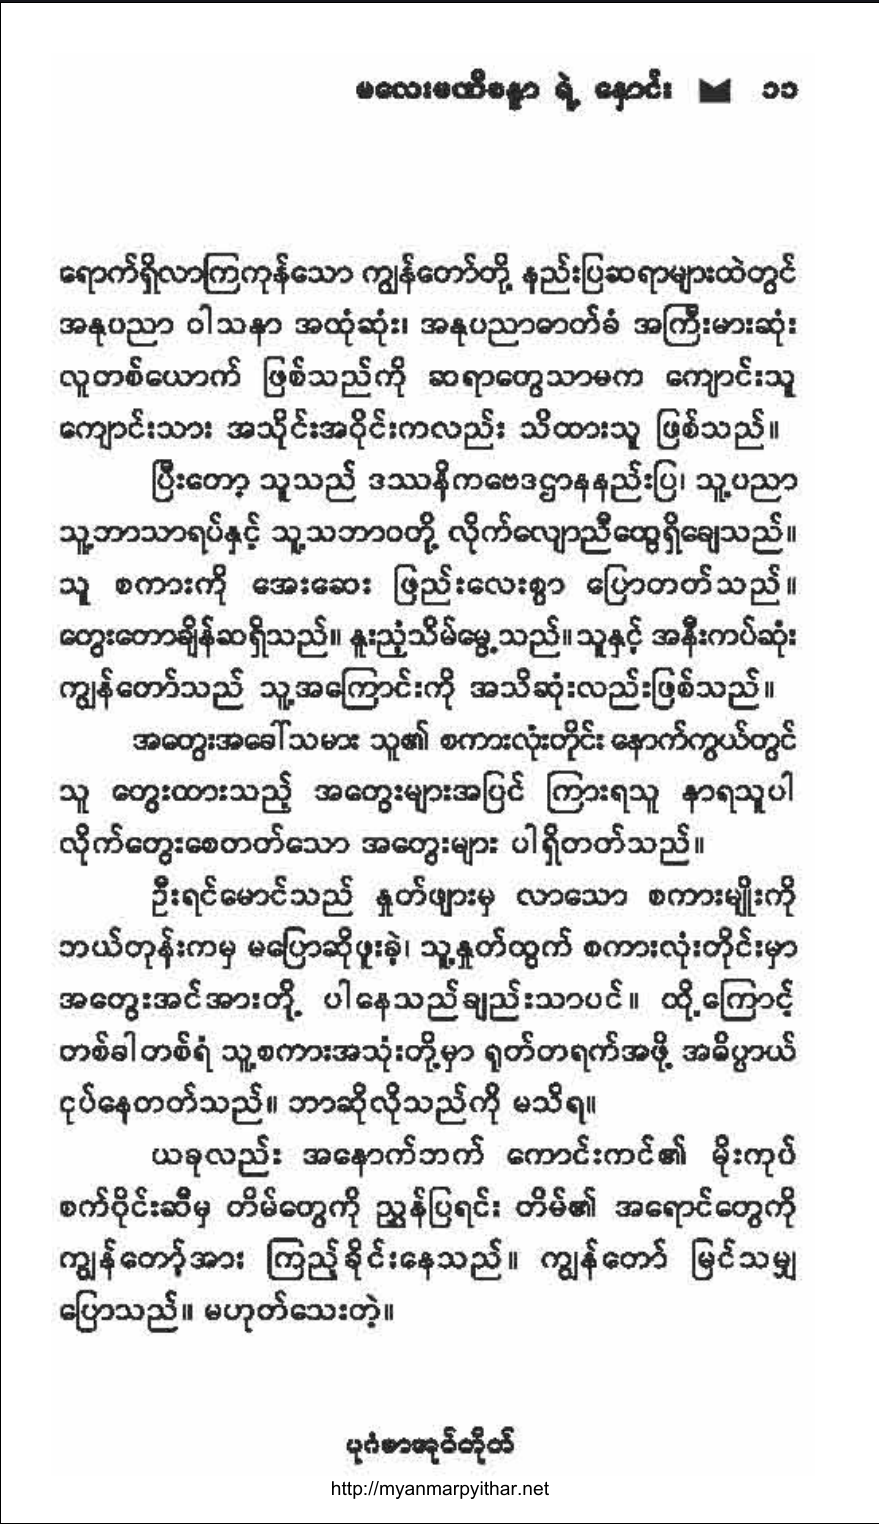 မလေးမထိစန္ဒာ ရဲ့ နှောင်း ၁၁
ရောက်ရှိလာကြကုန်သော ကျွန်တော်တို့ နည်းပြဆရာများထဲတွင်
အနုပညာ ဝါသနာ အထုံဆုံး၊ အနုပညာဓာတ်ခံ အကြီးမားဆုံး
လူတစ်ယောက် ဖြစ်သည်ကို ဆရာတွေသာမက ကျောင်းသူ
ကျောင်းသား အသိုင်းအဝိုင်းကလည်း သိထားသူ ဖြစ်သည်။
ပြီးတော့ သူသည် ဒဿနိကဗေဒဌာနနည်းပြ၊ သူ့ပညာ
သူ့ဘာသာရပ်နှင့် သူ့သဘာဝတို့ လိုက်လျောညီထွေရှိချေသည်။
သူ စကားကို အေးဆေး ဖြည်းလေးစွာ ပြောတတ်သည်။
တွေးတောချိန်ဆရှိသည်။ နူးညံ့သိမ်မွေ့သည်။ သူနှင့် အနီးကပ်ဆုံး
ကျွန်တော်သည် သူ့အကြောင်းကို အသိဆုံးလည်းဖြစ်သည်။
အတွေးအခေါ်သမား သူ၏ စကားလုံးတိုင်း နောက်ကွယ်တွင်
သူ တွေးထားသည့် အတွေးများအပြင် ကြားရသူ နာရသူပါ
လိုက်တွေးစေတတ်သော အတွေးများ ပါရှိတတ်သည်။
ဦးရင်မောင်သည် နှုတ်ဖျားမှ လာသော စကားမျိုးကို
ဘယ်တုန်းကမှ မပြောဆိုဖူးခဲ့၊ သူ့နှုတ်ထွက် စကားလုံးတိုင်းမှာ
အတွေးအင်အားတို့ ပါနေသည်ချည်းသာပင်။ ထို့ကြောင့်
တစ်ခါတစ်ရံ သူ့စကားအသုံးတို့မှာ ရုတ်တရက်အဖို့ အဓိပ္ပာယ်
ငုပ်နေတတ်သည်။ ဘာဆိုလိုသည်ကို မသိရ။
ယခုလည်း အနောက်ဘက် ကောင်းကင်၏ မိုးကုပ်
စက်ဝိုင်းဆီမှ တိမ်တွေကို ညွှန်ပြရင်း တိမ်၏ အရောင်တွေကို
ကျွန်တော့်အား ကြည့်ခိုင်းနေသည်။ ကျွန်တော် မြင်သမျှ
ပြောသည်။ မဟုတ်သေးတဲ့။
ပုဂံစာအုပ်တိုက်
http://myanmarpyithar.net